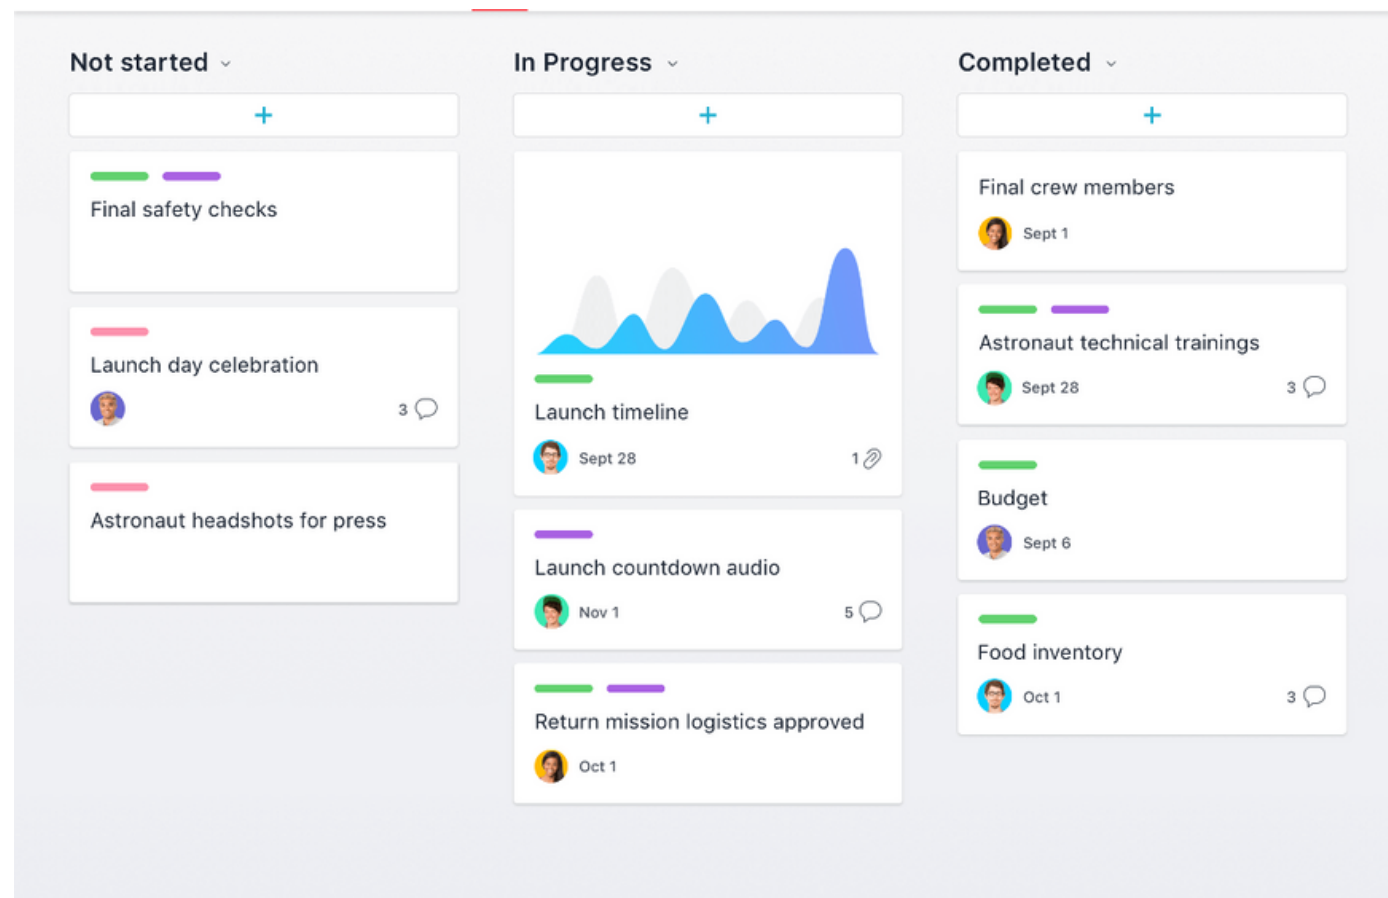 Not started
+
Final safety checks
Launch day celebration
3
Astronaut headshots for press
In Progress
+
Launch timeline
Sept 28 1
Launch countdown audio
Nov 1 5
Return mission logistics approved
Oct 1
Completed
+
Final crew members
Sept 1
Astronaut technical trainings
Sept 28 3
Budget
Sept 6
Food inventory
Oct 1 3